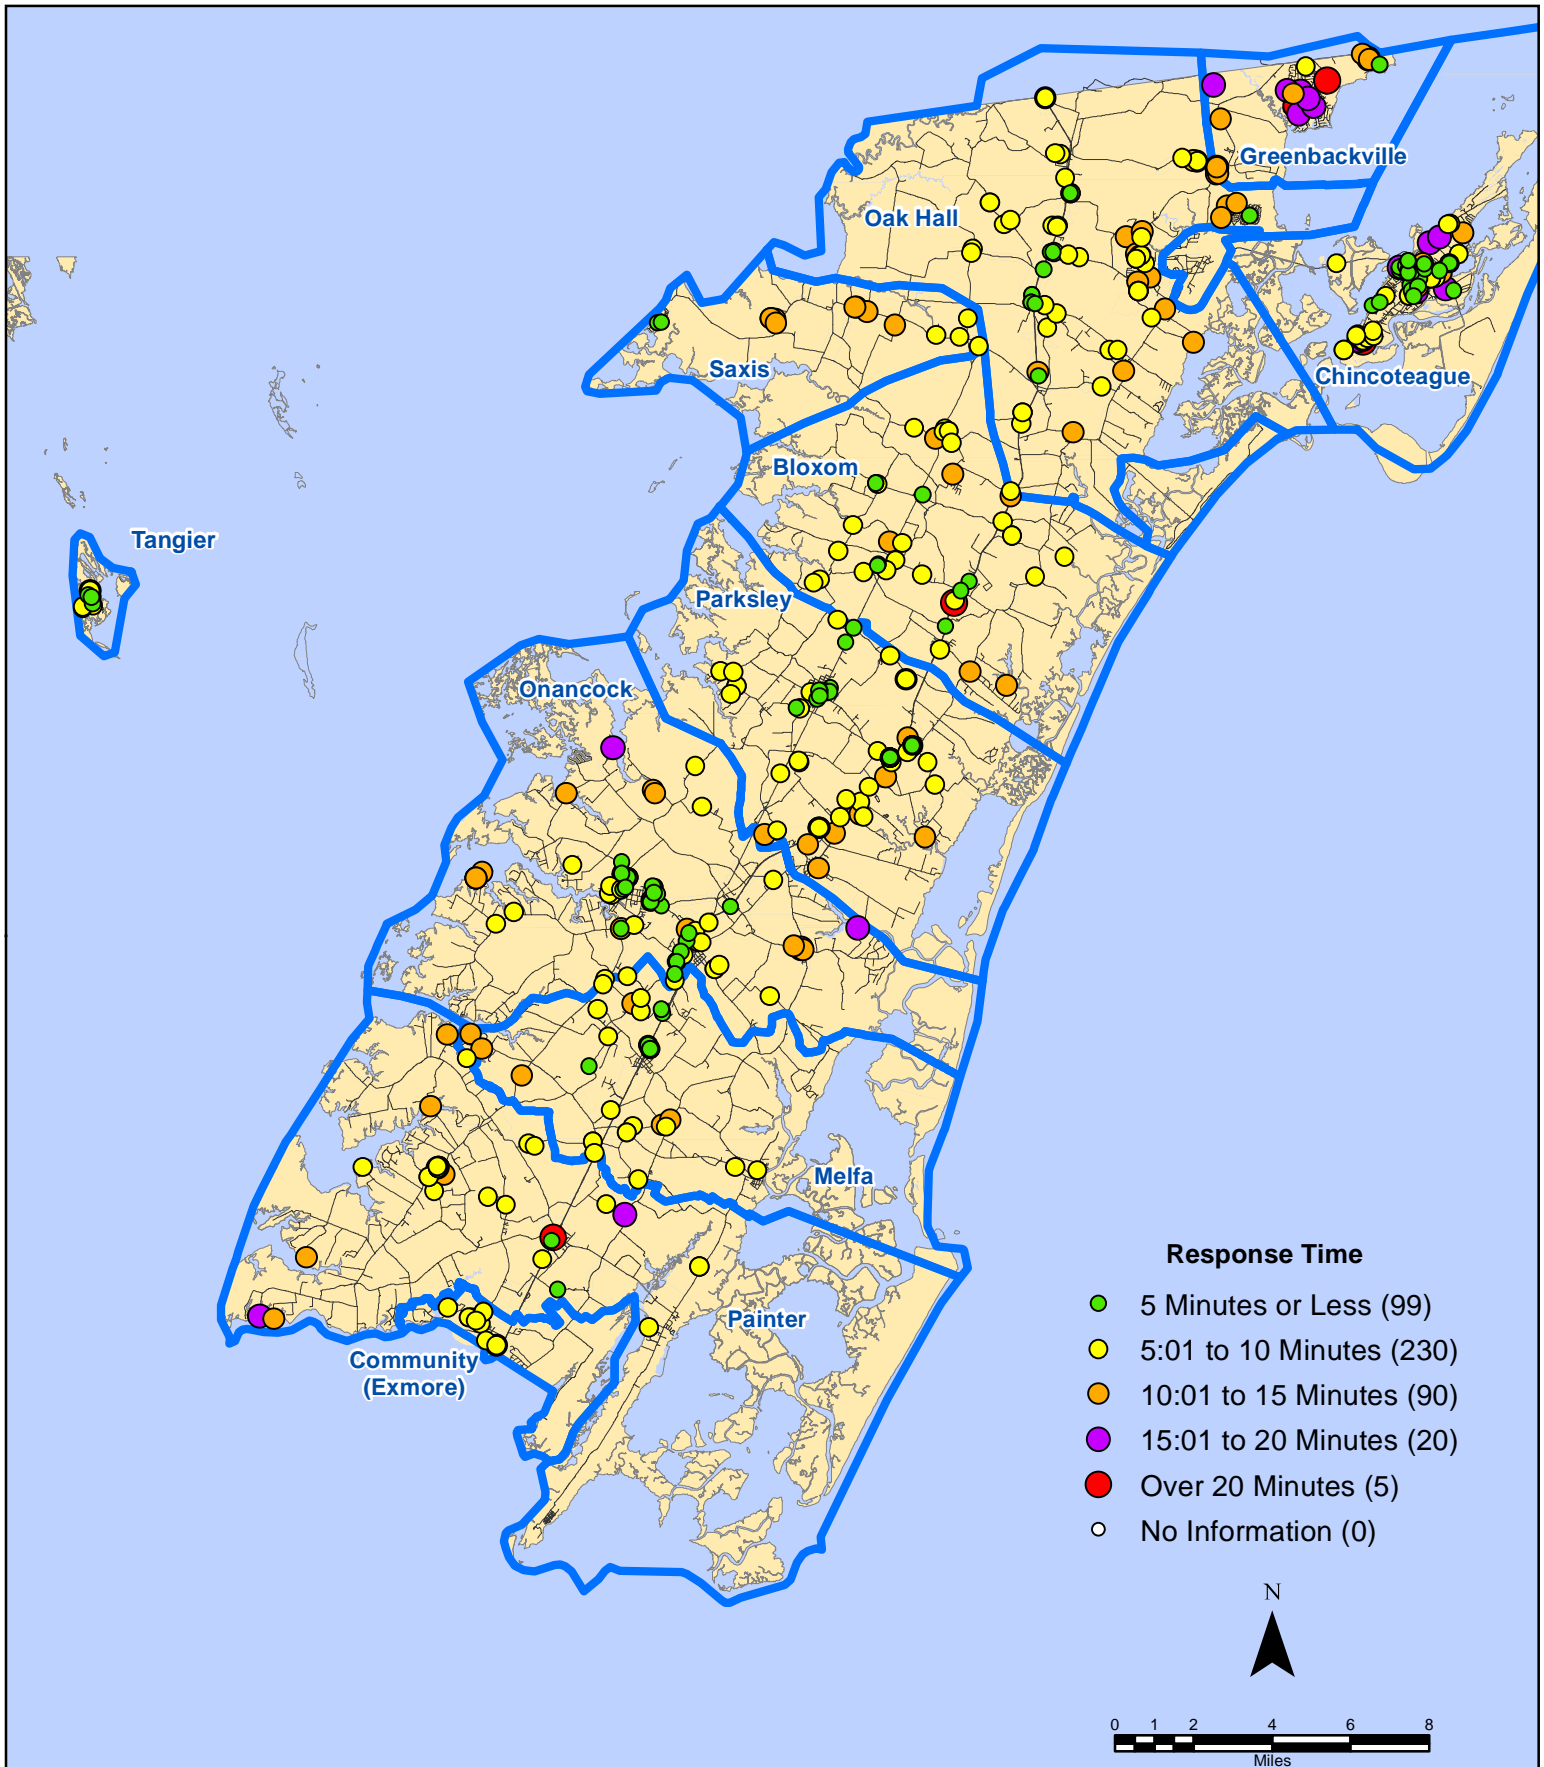 Greenbackville
Oak Hall
Chincoteague
Saxis
Bloxom
Tangier
Parksley
Onancock
Melfa
Painter
Community
(Exmore)
Response Time
5 Minutes or Less (99)
5:01 to 10 Minutes (230)
10:01 to 15 Minutes (90)
15:01 to 20 Minutes (20)
Over 20 Minutes (5)
No Information (0)
N
0 1 2 4 6 8
Miles